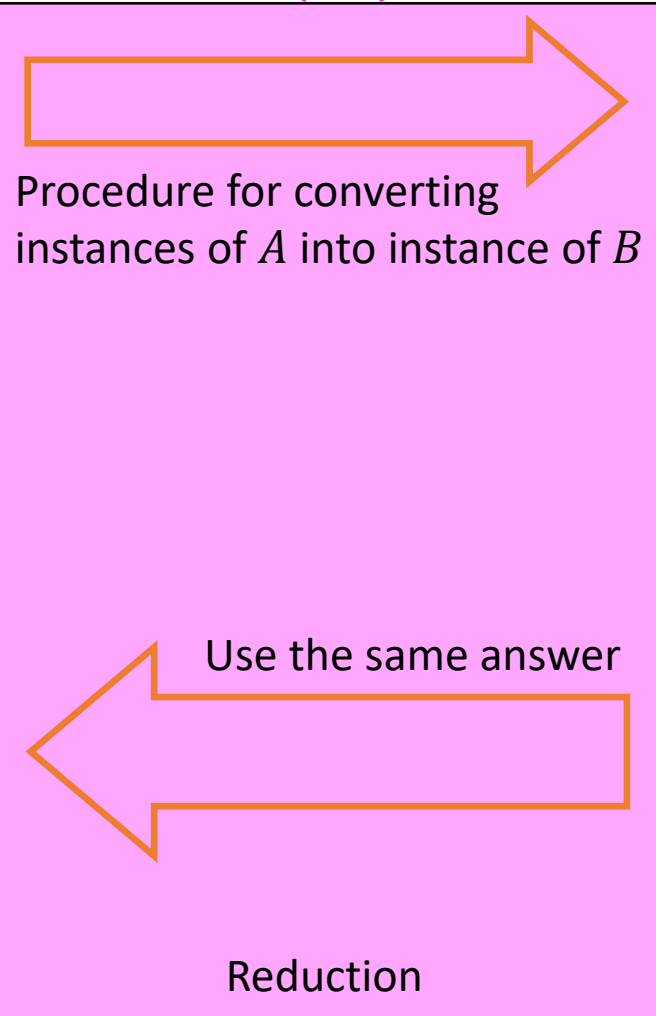 Procedure for converting
instances of A into instance of B
Use the same answer
Reduction